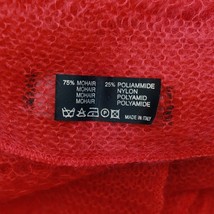 75% MOHAIR 25% POLIAMMIDE
MOHAIR NYLON
MOHAIR POLYAMID
MOHAIR POLYAMIDE
MADE IN ITALY